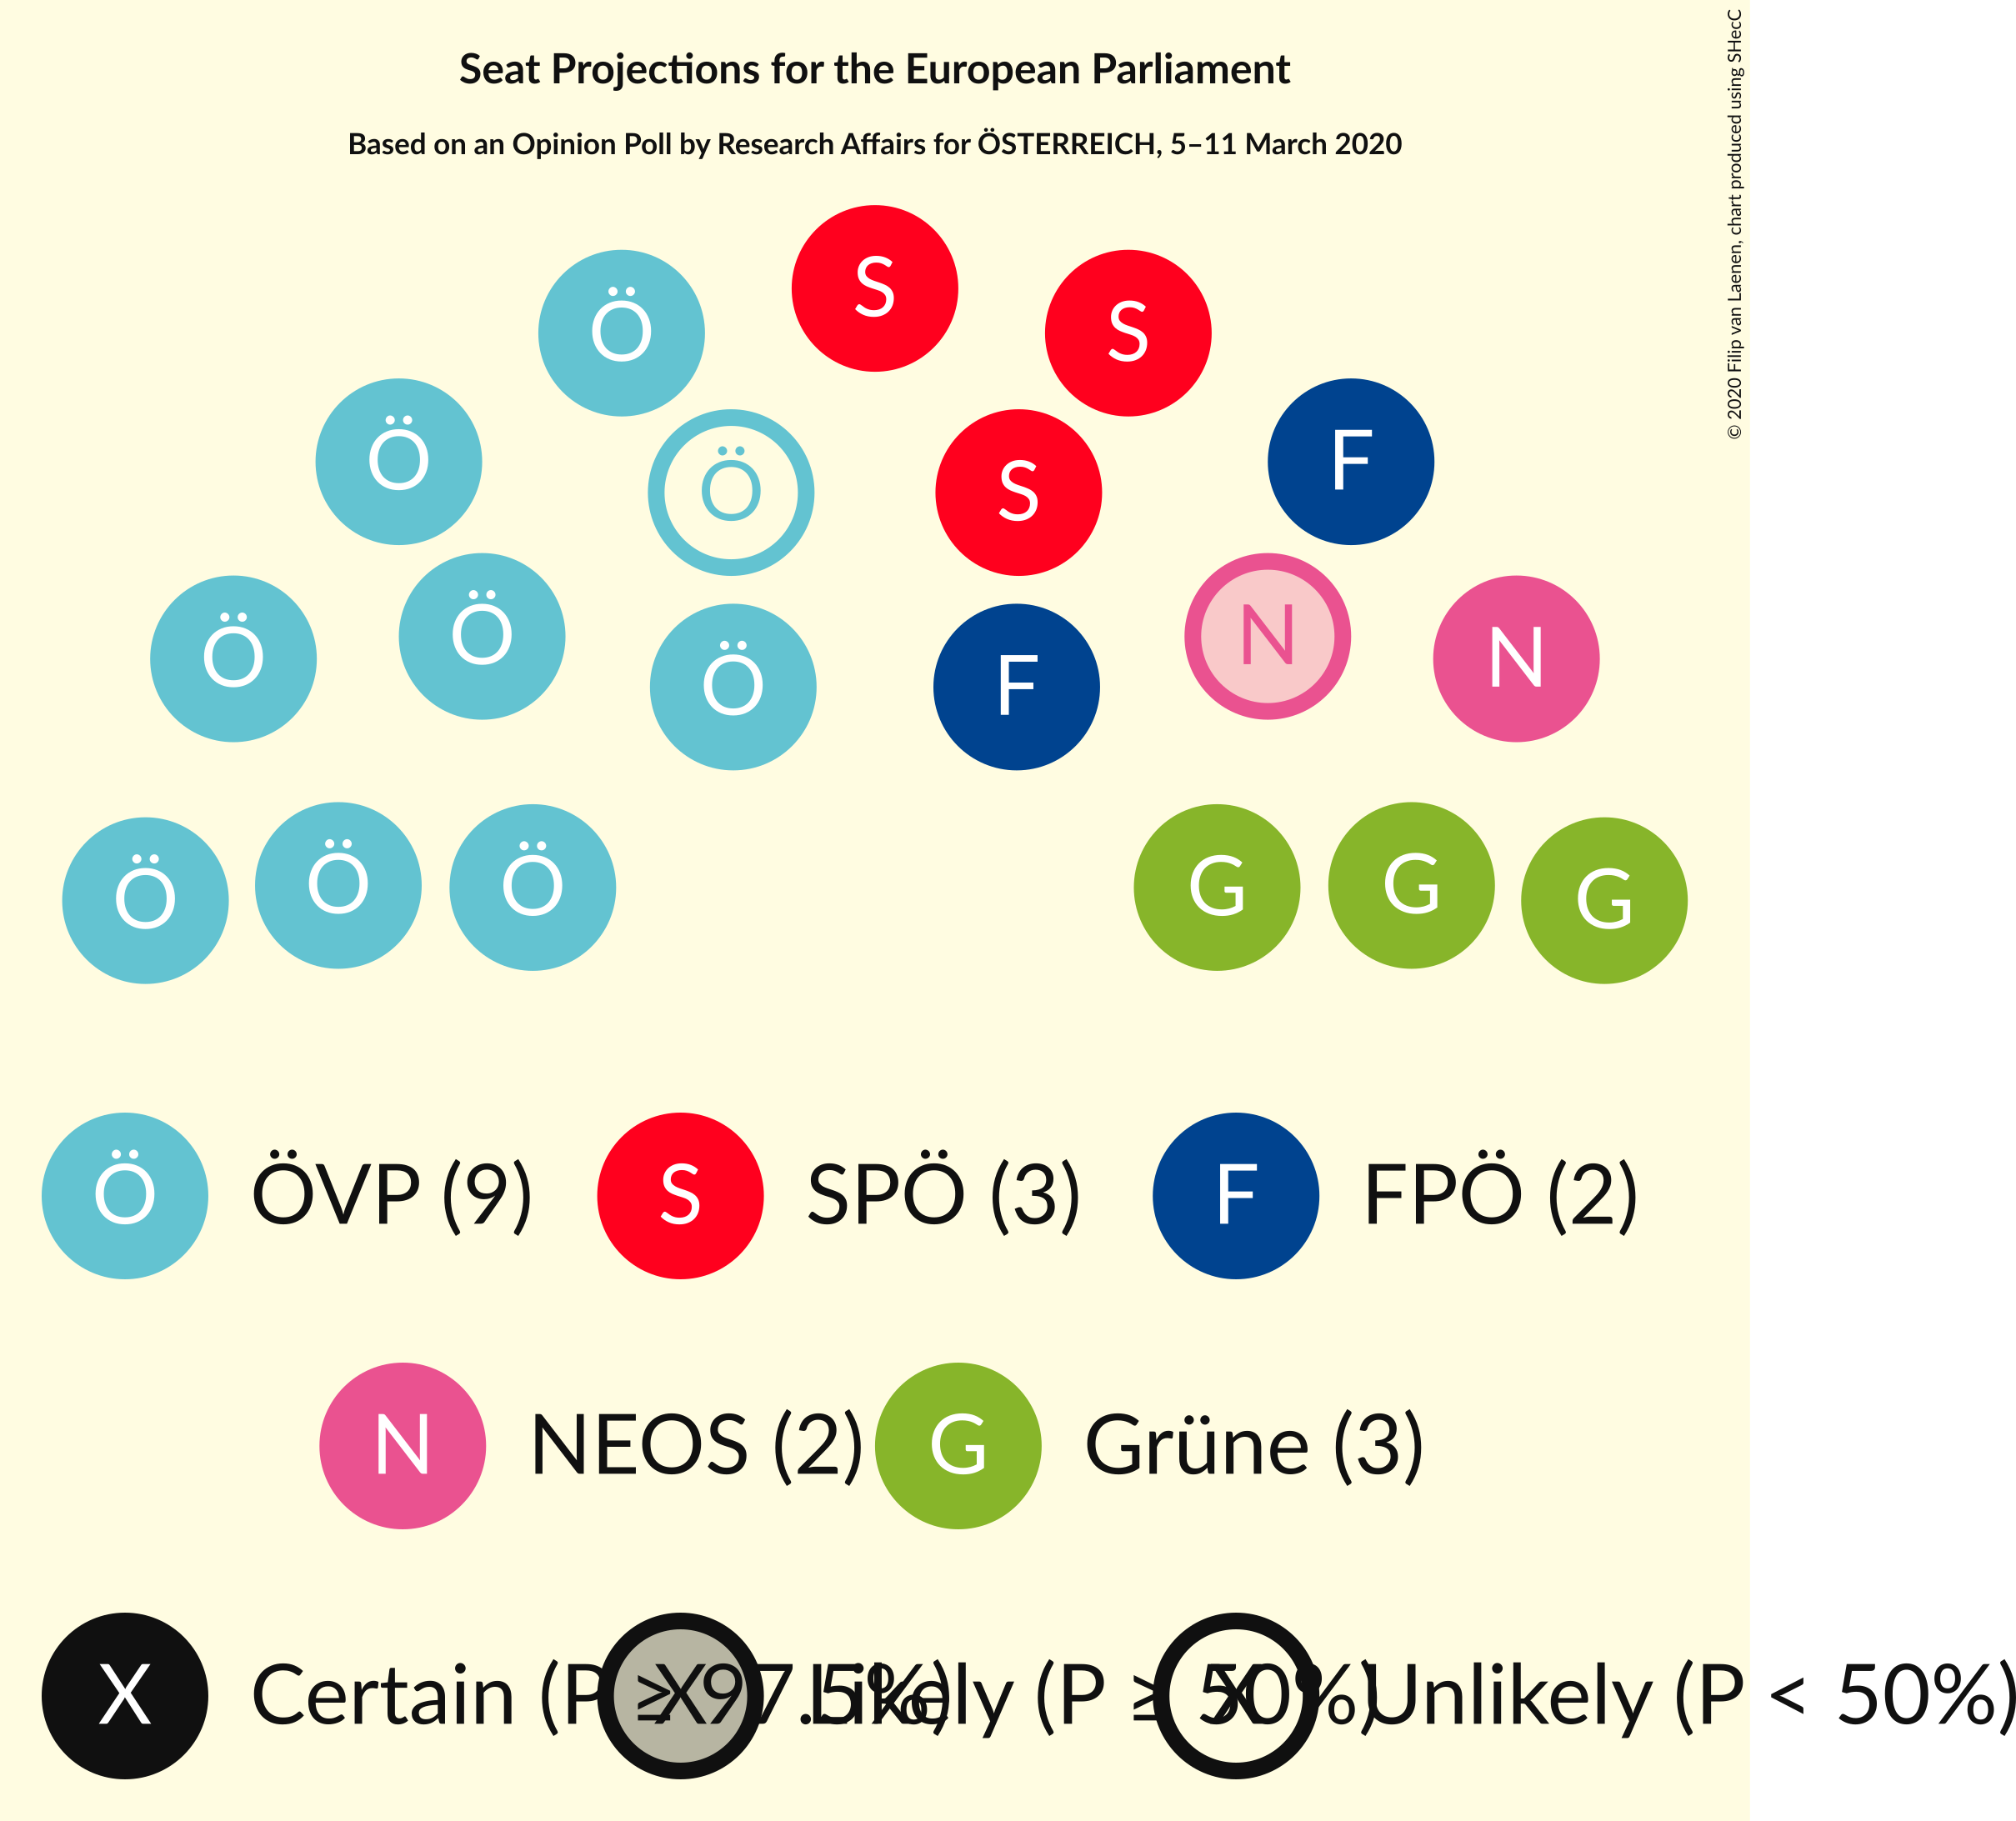 Seat Projections for the European Parliament
Based on an Opinion Poll by Research Affairs for ÖSTERREICH, 5–11 March 2020
© 2020 Filip van Laenen, chart produced using SHecC
S
Ö S
Ö F
Ö S
Ö N
Ö N
Ö F
Ö Ö Ö G G G
Ö ÖVP (9) S SPÖ (3) F FPÖ (2)
N NEOS (2) G Grüne (3)
X Certain (P ≥ 97.5%) X Likely (P ≥ 50%) X Unlikely (P < 50%)